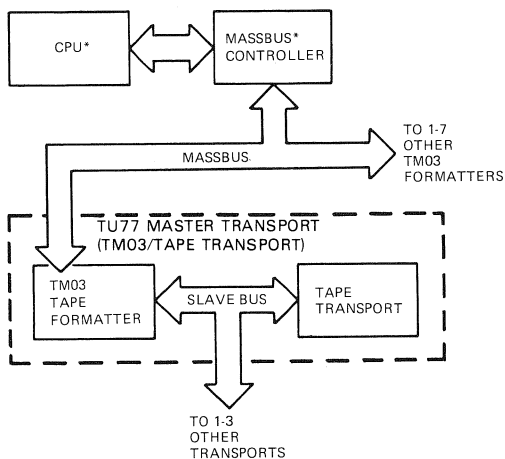 CPU*
MASSBUS*
CONTROLLER
MASSBUS
TO 1-7
OTHER
TM03
FORMATTERS
TU77 MASTER TRANSPORT
(TM03/TAPE TRANSPORT)
TM03
TAPE
FORMATTER
SLAVE BUS
TAPE
TRANSPORT
TO 1-3
OTHER
TRANSPORTS